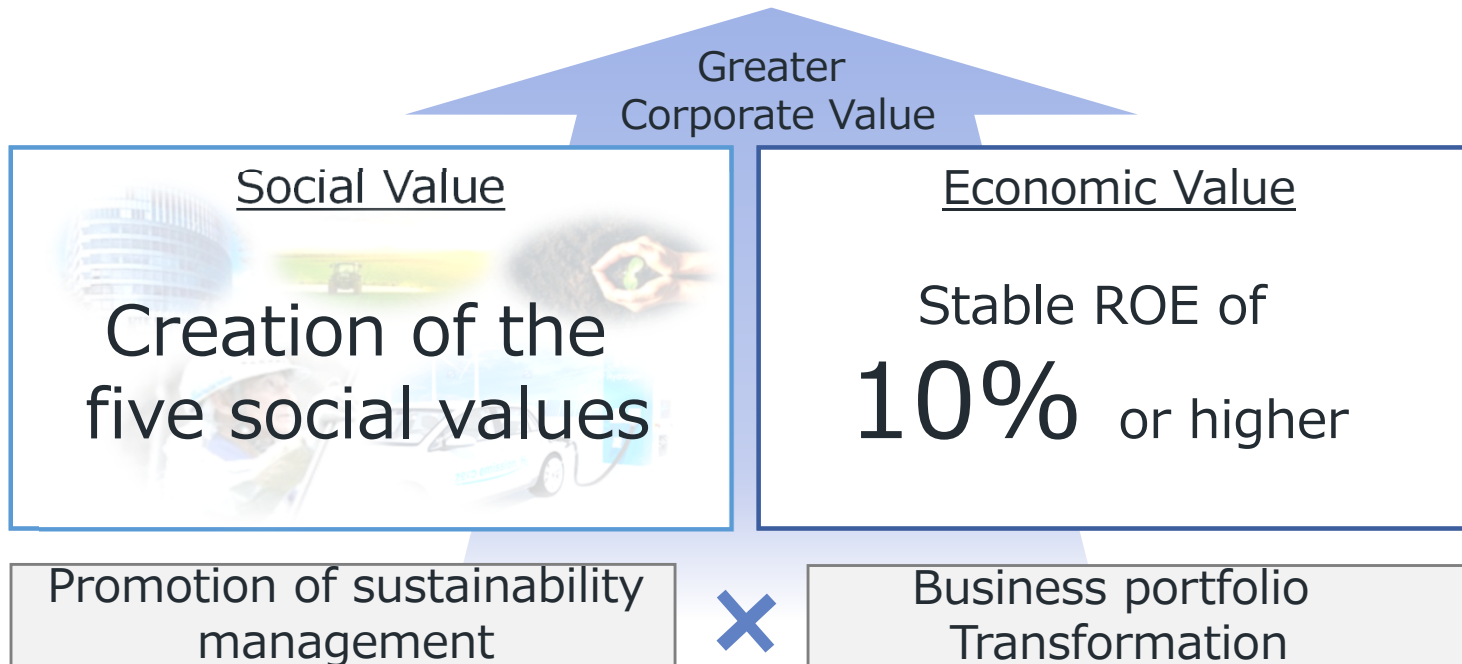 Greater
Corporate Value
Social Value
Creation of the
five social values
Economic Value
Stable ROE of
10% or higher
Promotion of sustainability
management
Business portfolio
Transformation